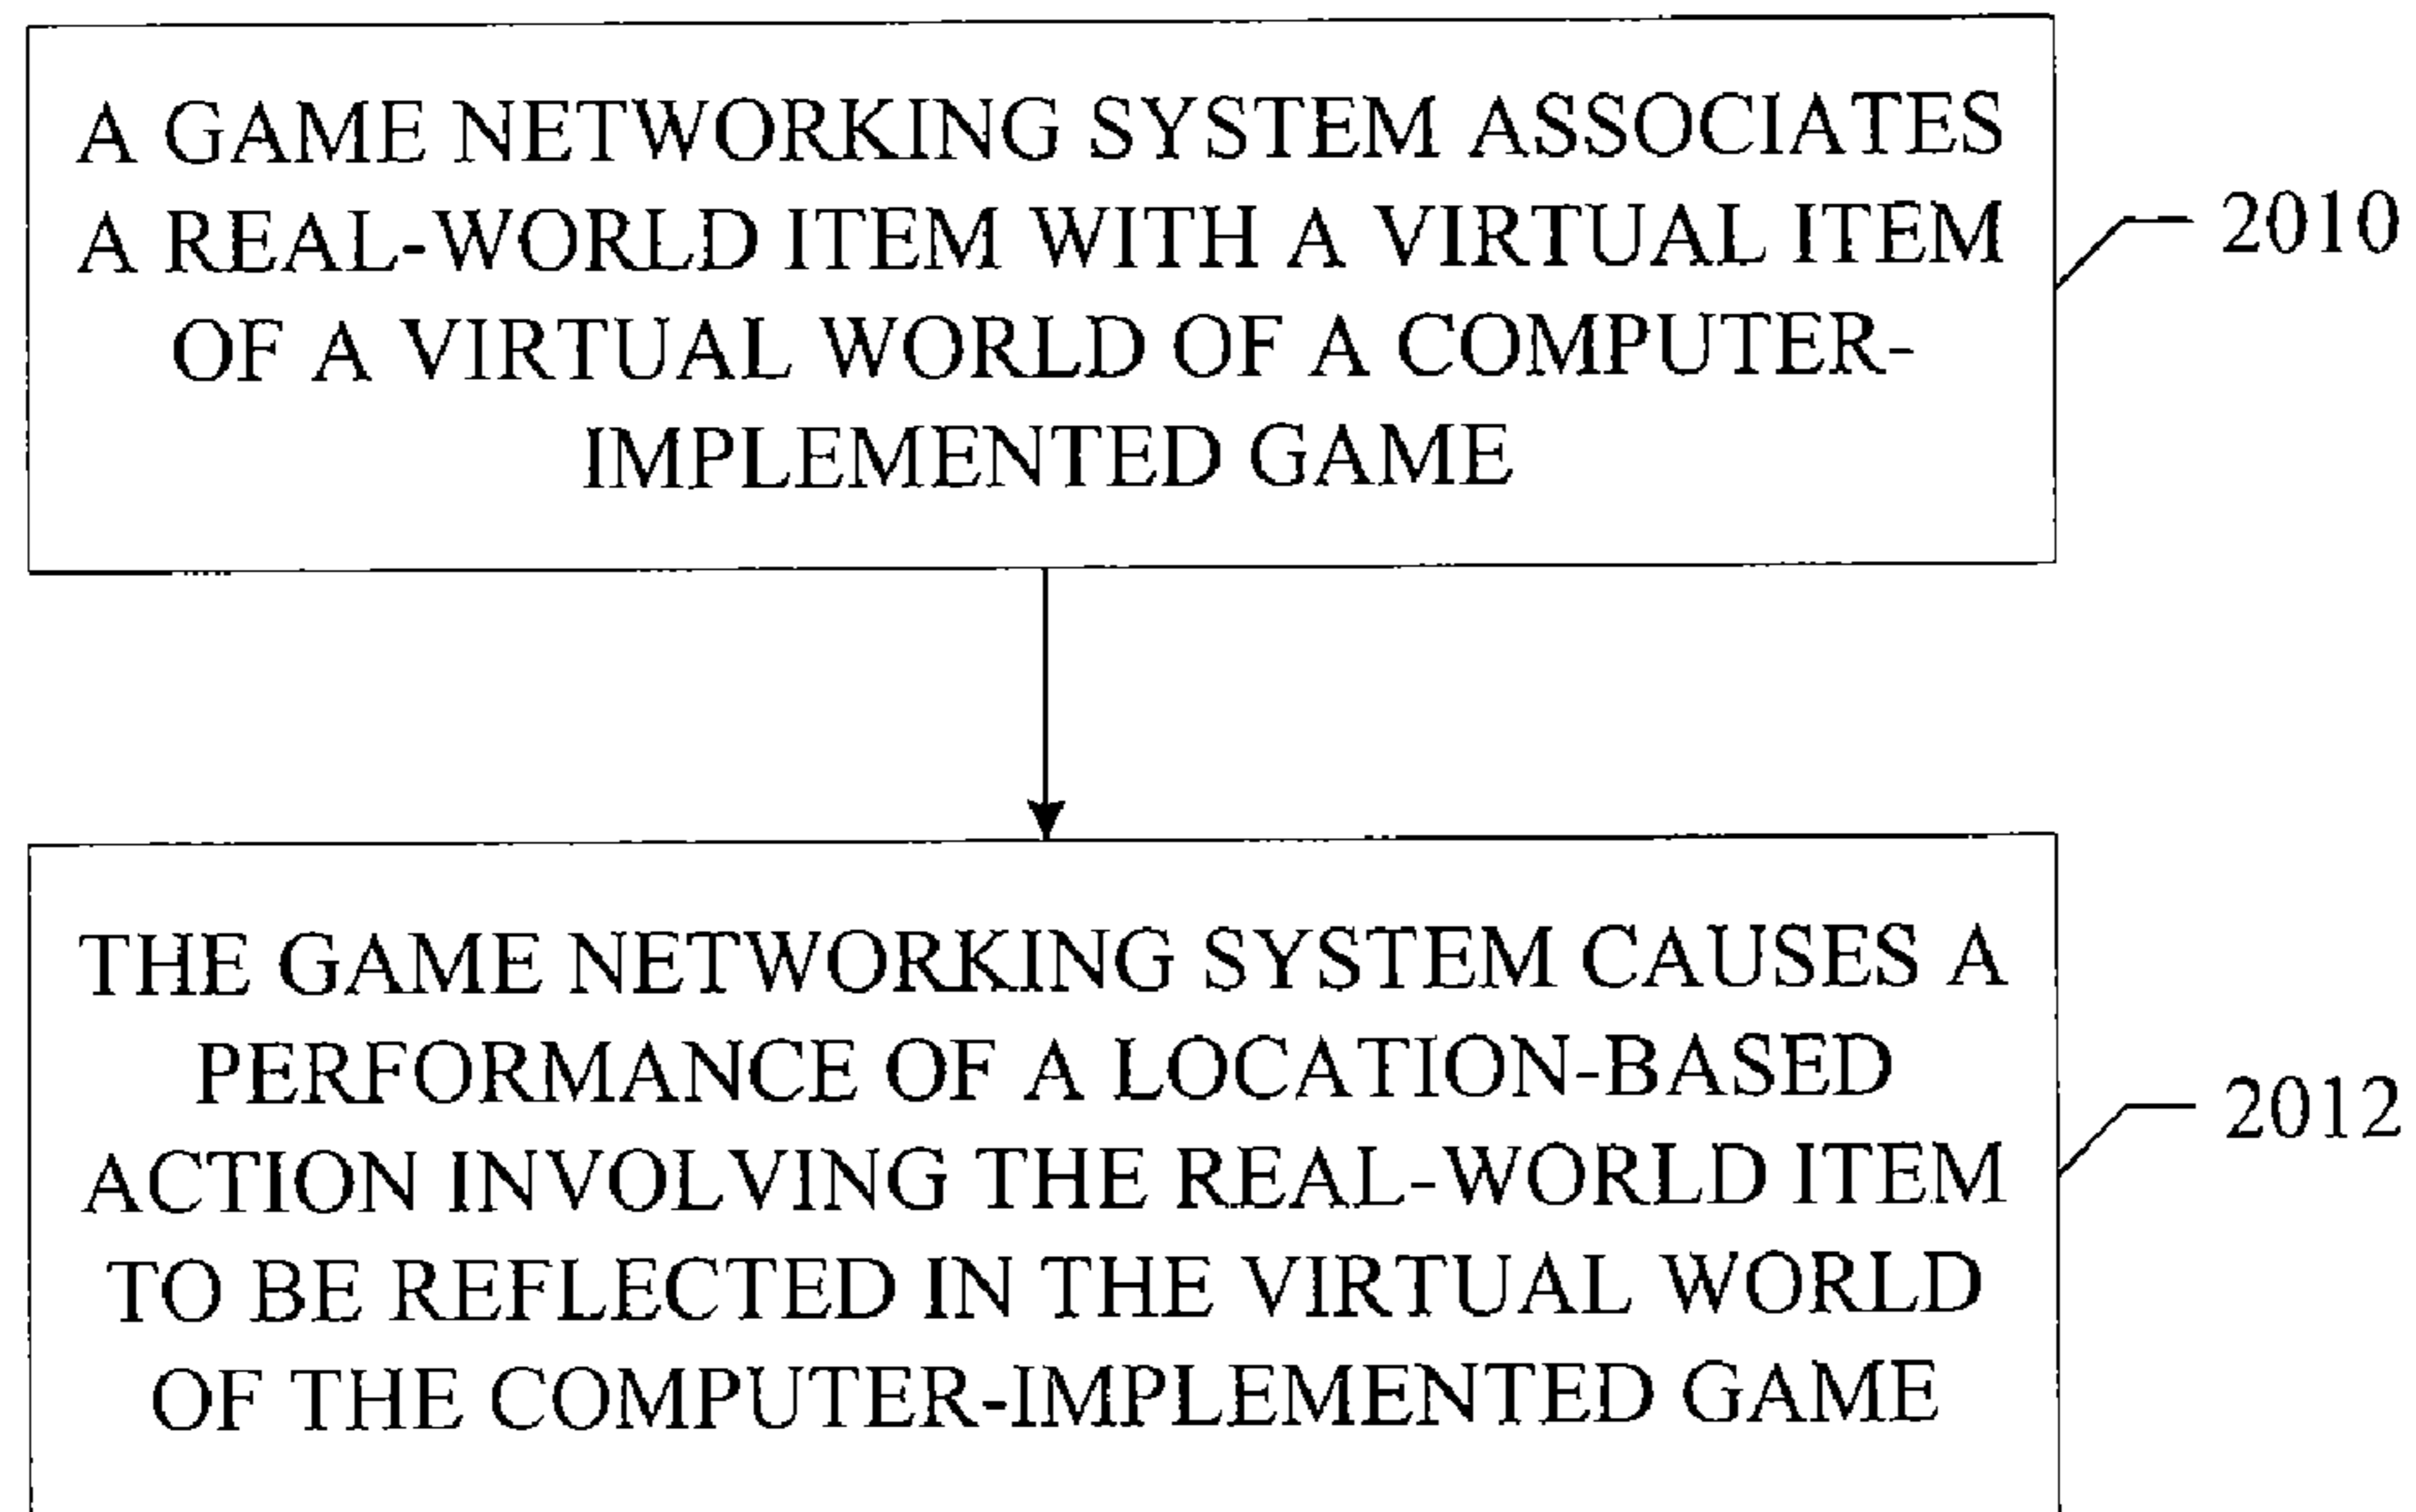 A GAME NETWORKING SYSTEM ASSOCIATES
A REAL-WORLD ITEM WITH A VIRTUAL ITEM
OF A VIRTUAL WORLD OF A COMPUTER-
IMPLEMENTED GAME
2010
THE GAME NETWORKING SYSTEM CAUSES A
PERFORMANCE OF A LOCATION-BASED
ACTION INVOLVING THE REAL-WORLD ITEM
TO BE REFLECTED IN THE VIRTUAL WORLD
OF THE COMPUTER-IMPLEMENTED GAME
2012